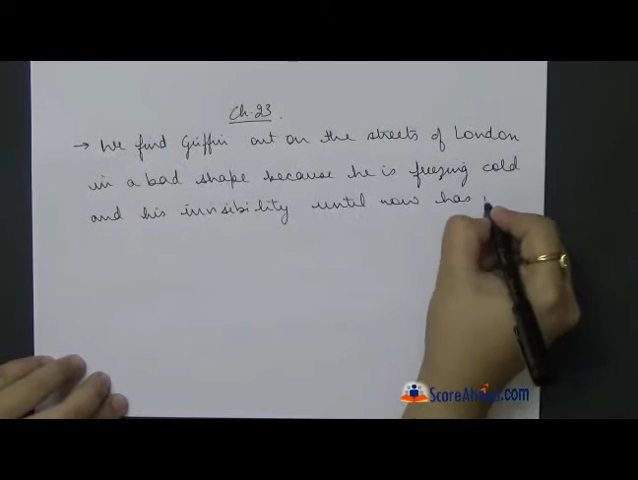 Ch-23.
→ We find Griffin out on the streets of London
in a bad shape because he is freezing cold
and his invisibility until now has
ScoreAbove.com